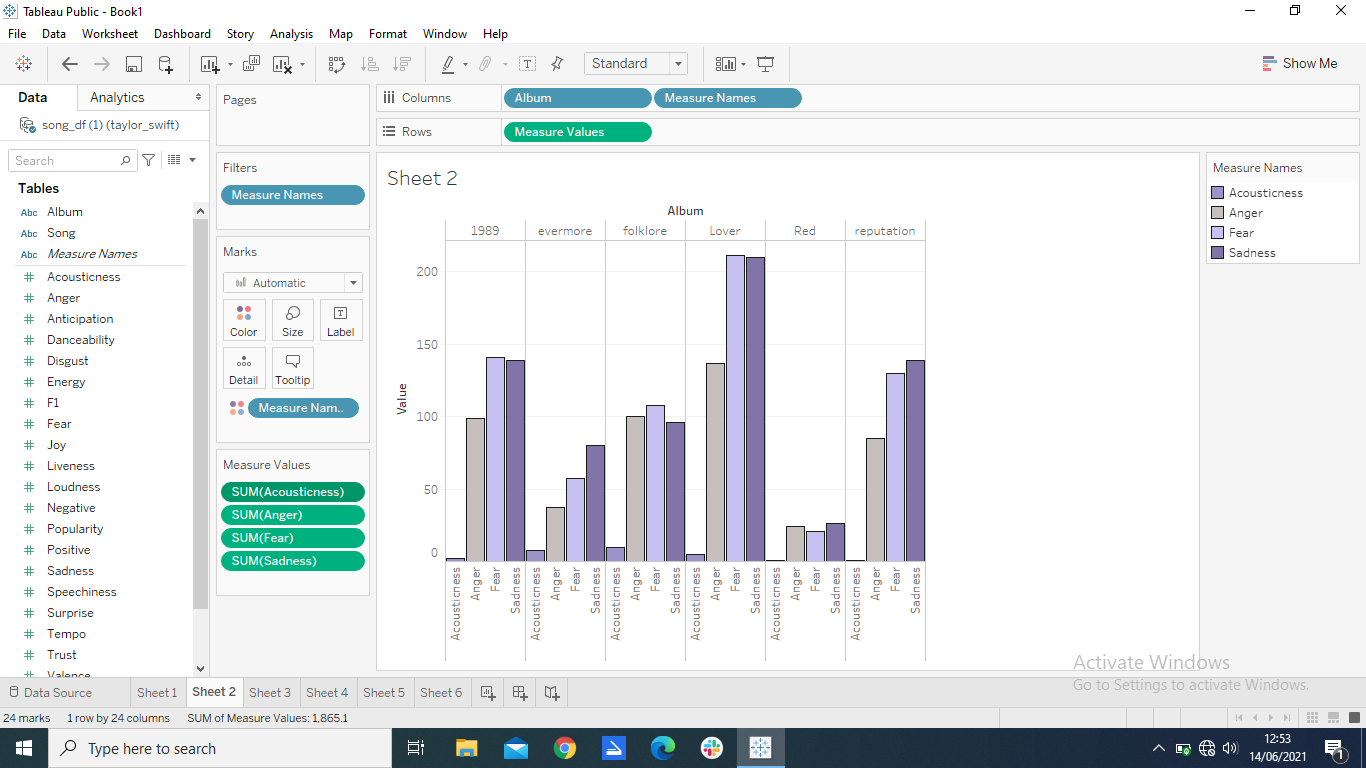 Tableau Public - Book1
File Data Worksheet Dashboard Story Analysis Map Format Window Help
Standard
Show Me
Data Analytics
song_df (1) (taylor_swift)
Search
Tables
Abc Album
Abc Song
Abc Measure Names
# Acousticness
# Anger
# Anticipation
# Danceability
# Disgust
# Energy
# F1
# Fear
# Joy
# Liveness
# Loudness
# Negative
# Popularity
# Positive
# Sadness
# Speechiness
# Surprise
# Tempo
# Trust
# Valence
Pages
Filters
Measure Names
Marks
Automatic
Color Size Label
Detail Tooltip
Measure Nam..
Measure Values
SUM(Acousticness)
SUM(Anger)
SUM(Fear)
SUM(Sadness)
Columns Album Measure Names
Rows Measure Values
Sheet 2
Album
1989 evermore folklore Lover Red reputation
200
150
100
50
0
Value
Acousticness Anger Fear Sadness Acousticness Anger Fear Sadness Acousticness Anger Fear Sadness Acousticness Anger Fear Sadness Acousticness Anger Fear Sadness Acousticness Anger Fear Sadness
Measure Names
Acousticness
Anger
Fear
Sadness
Activate Windows
Go to Settings to activate Windows.
Data Source Sheet 1 Sheet 2 Sheet 3 Sheet 4 Sheet 5 Sheet 6
24 marks 1 row by 24 columns SUM of Measure Values: 1,865.1
Type here to search
12:53
14/06/2021
1